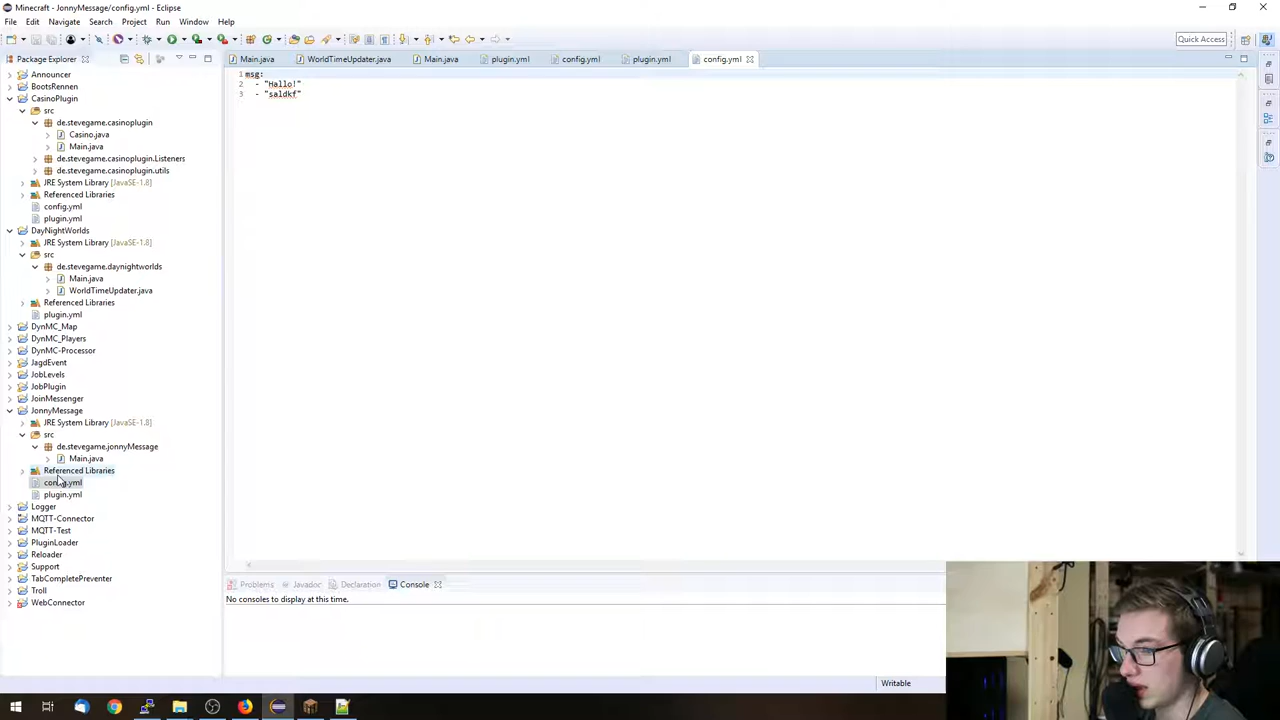 Minecraft - JonnyMessage/config.yml - Eclipse
File Edit Navigate Search Project Run Window Help
Quick Access
Package Explorer
Main.java WorldTimeUpdater.java Main.java plugin.yml config.yml plugin.yml config.yml
Announcer
BootsRennen
CasinoPlugin
src
de.stevegame.casinoplugin
Casino.java
Main.java
de.stevegame.casinoplugin.Listeners
de.stevegame.casinoplugin.utils
JRE System Library [JavaSE-1.8]
Referenced Libraries
config.yml
plugin.yml
DayNightWorlds
JRE System Library [JavaSE-1.8]
src
de.stevegame.daynightworlds
Main.java
WorldTimeUpdater.java
Referenced Libraries
plugin.yml
DynMC_Map
DynMC_Players
DynMC-Processor
JagdEvent
JobLevels
JobPlugin
JoinMessenger
JonnyMessage
JRE System Library [JavaSE-1.8]
src
de.stevegame.jonnyMessage
Main.java
Referenced Libraries
config.yml
plugin.yml
Logger
MQTT-Connector
MQTT-Test
PluginLoader
Reloader
Support
TabCompletePreventer
Troll
WebConnector
1 msg:
2 - "Hallo!"
3 - "saldkf"
Problems Javadoc Declaration Console
No consoles to display at this time.
Writable